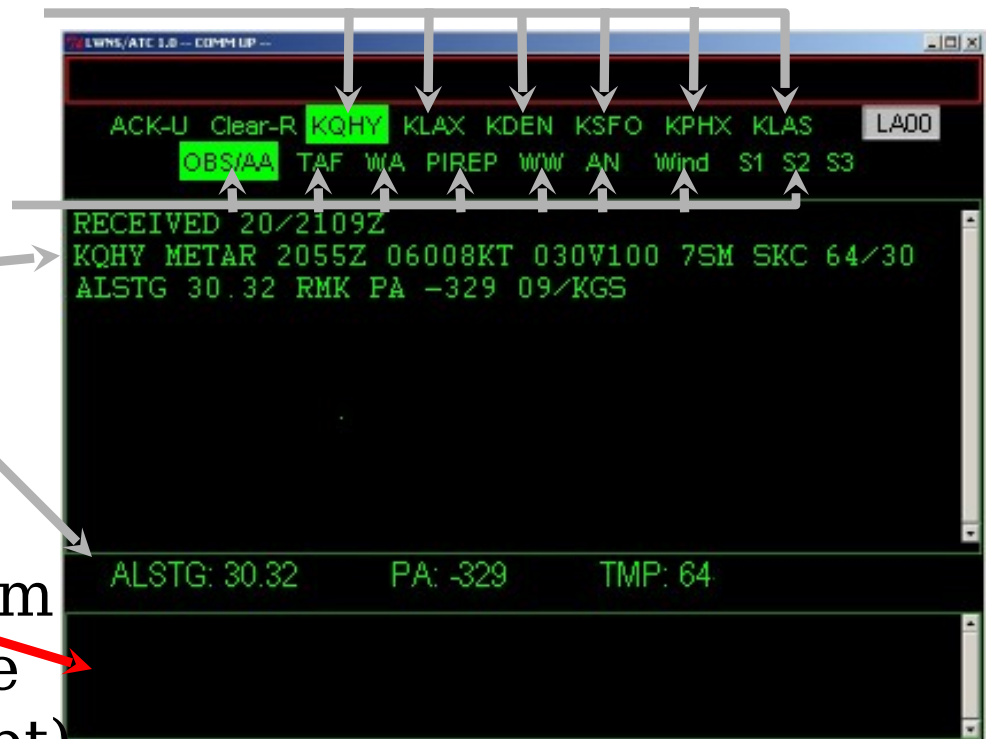 LWNS/ATC 1.0 -- COMM UP --
ACK-U Clear-R KQHY KLAX KDEN KSFO KPHX KLAS LA00
OBS/AA TAF WA PIREP WW AN Wind S1 S2 S3
RECEIVED 20/2109Z
KQHY METAR 2055Z 06008KT 030V100 7SM SKC 64/30
ALSTG 30.32 RMK PA -329 09/KGS
ALSTG: 30.32 PA: -329 TMP: 64